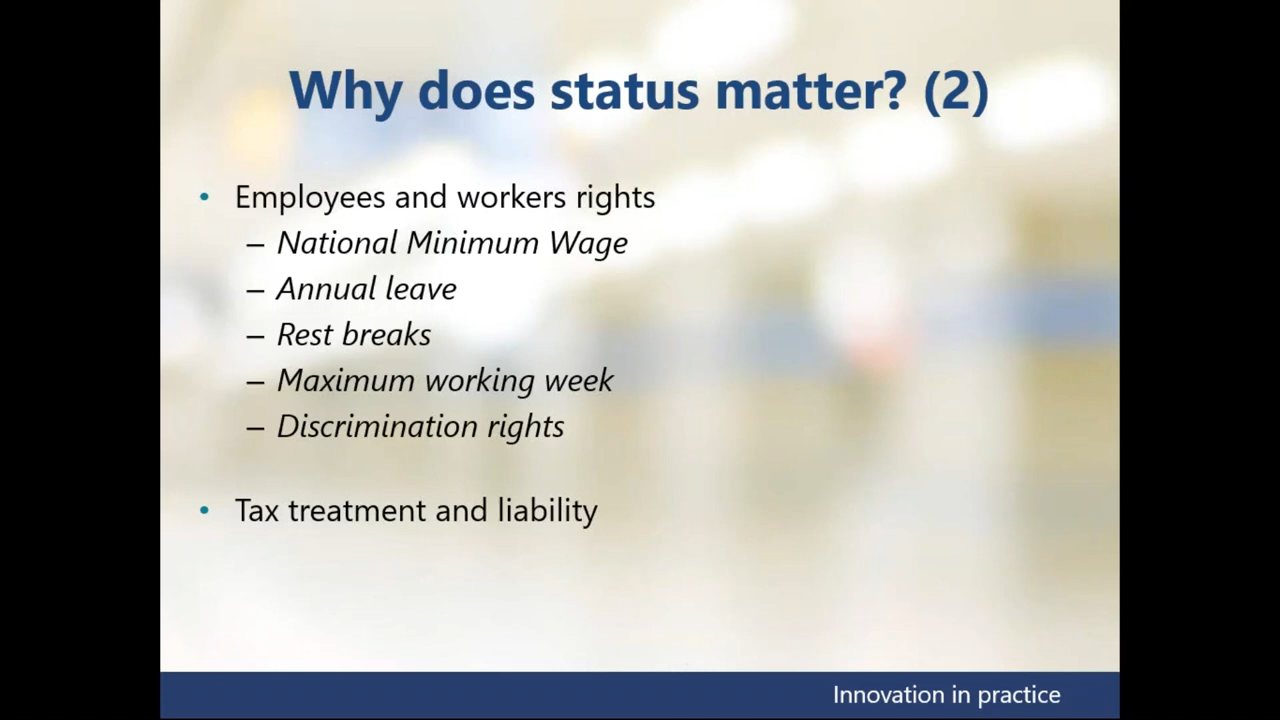 Why does status matter? (2)
• Employees and workers rights
– National Minimum Wage
– Annual leave
– Rest breaks
– Maximum working week
– Discrimination rights
• Tax treatment and liability
Innovation in practice